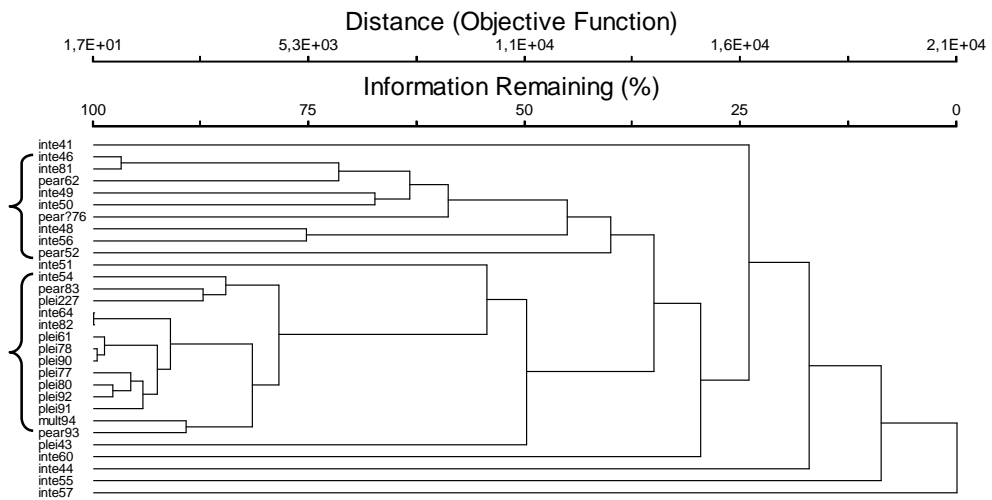 Distance (Objective Function)
1,7E+01 5,3E+03 1,1E+04 1,6E+04 2,1E+04
Information Remaining (%)
100 75 50 25 0
inte41
inte46
inte81
pear62
inte49
inte50
pear?76
inte48
inte56
pear52
inte51
inte54
pear83
plei227
inte64
inte82
plei61
plei78
plei90
plei77
plei80
plei92
plei91
mult94
pear93
plei43
inte60
inte44
inte55
inte57